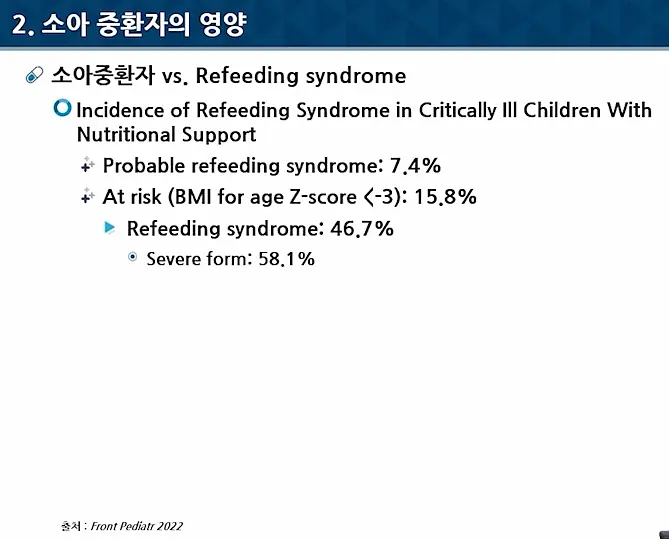 2. 소아 중환자의 영양
소아중환자 vs. Refeeding syndrome
Incidence of Refeeding Syndrome in Critically Ill Children With
Nutritional Support
Probable refeeding syndrome: 7.4%
At risk (BMI for age Z-score <-3): 15.8%
Refeeding syndrome: 46.7%
Severe form: 58.1%
출처 : Front Pediatr 2022